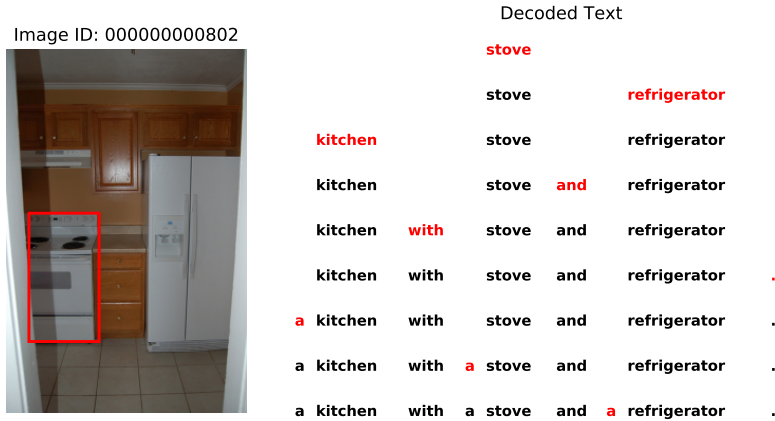 Decoded Text
Image ID: 000000000802
stove
stove refrigerator
kitchen stove refrigerator
kitchen stove and refrigerator
kitchen with stove and refrigerator
kitchen with stove and refrigerator .
a kitchen with stove and refrigerator .
a kitchen with a stove and refrigerator .
a kitchen with a stove and a refrigerator .